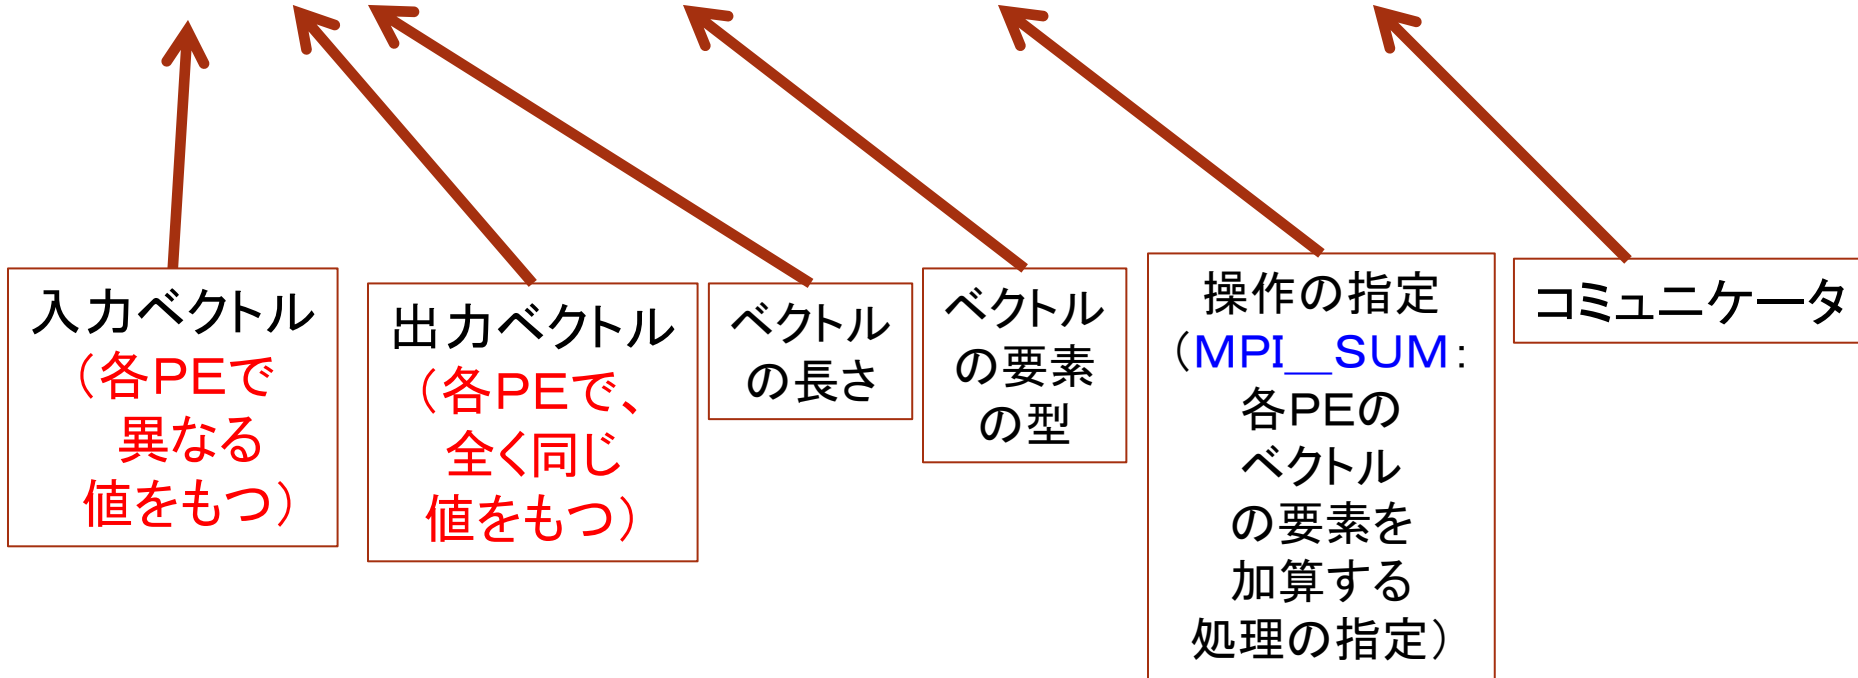 入力ベクトル
（各ＰＥで
異なる
値をもつ）
出力ベクトル
（各ＰＥで、
全く同じ
値をもつ）
ベクトル
の長さ
ベクトル
の要素
の型
操作の指定
（ＭＰＩ＿ＳＵＭ：
各ＰＥの
ベクトル
の要素を
加算する
処理の指定）
コミュニケータ